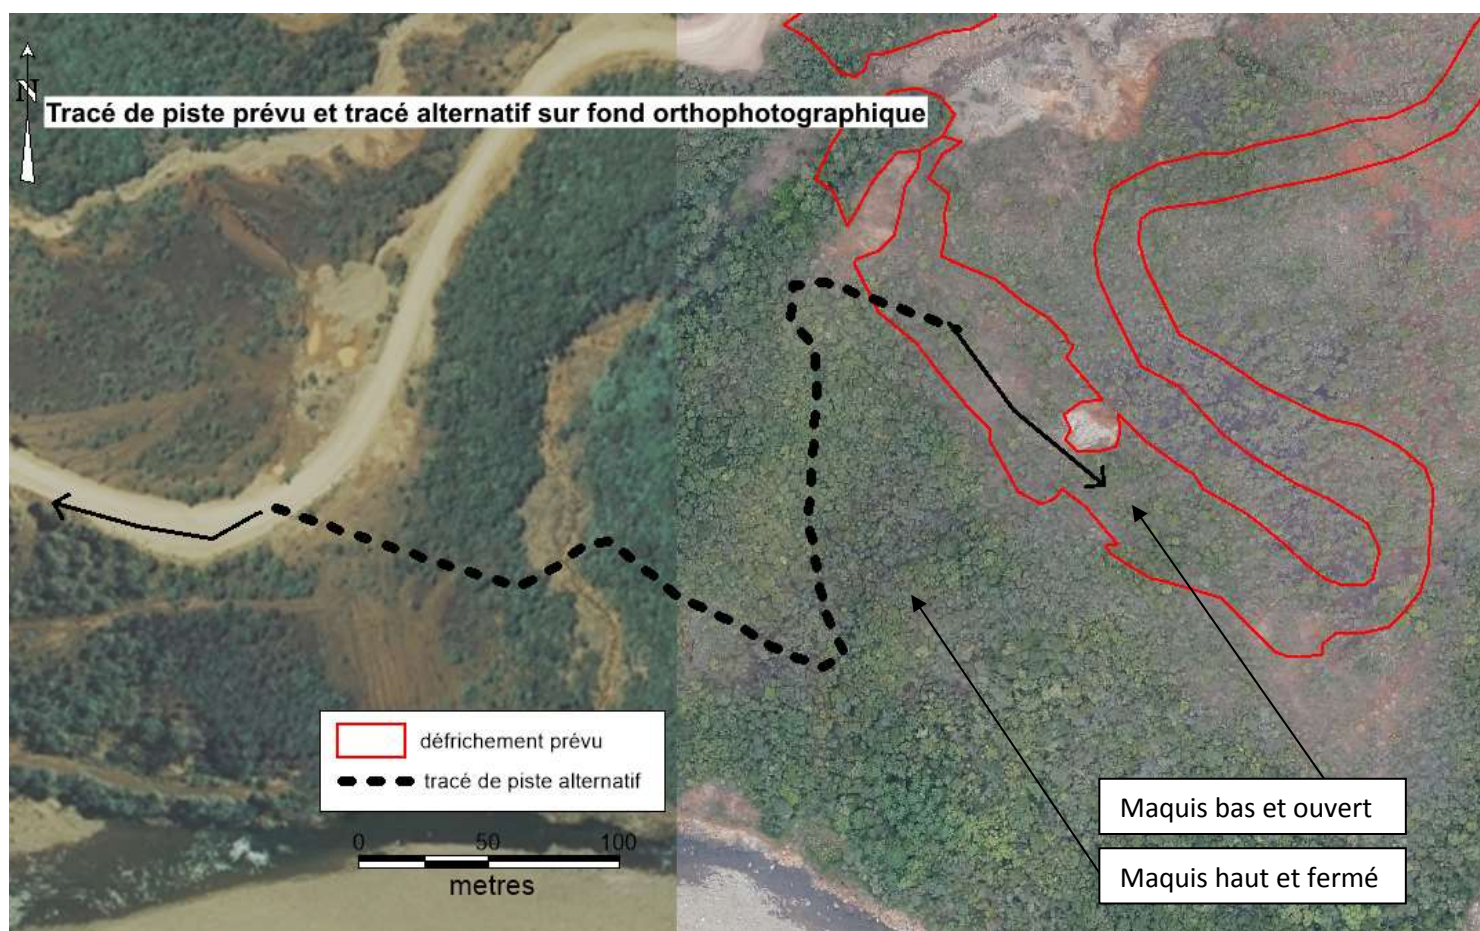 N
Tracé de piste prévu et tracé alternatif sur fond orthophotographique
défrichement prévu
tracé de piste alternatif
0 50 100
metres
Maquis bas et ouvert
Maquis haut et fermé